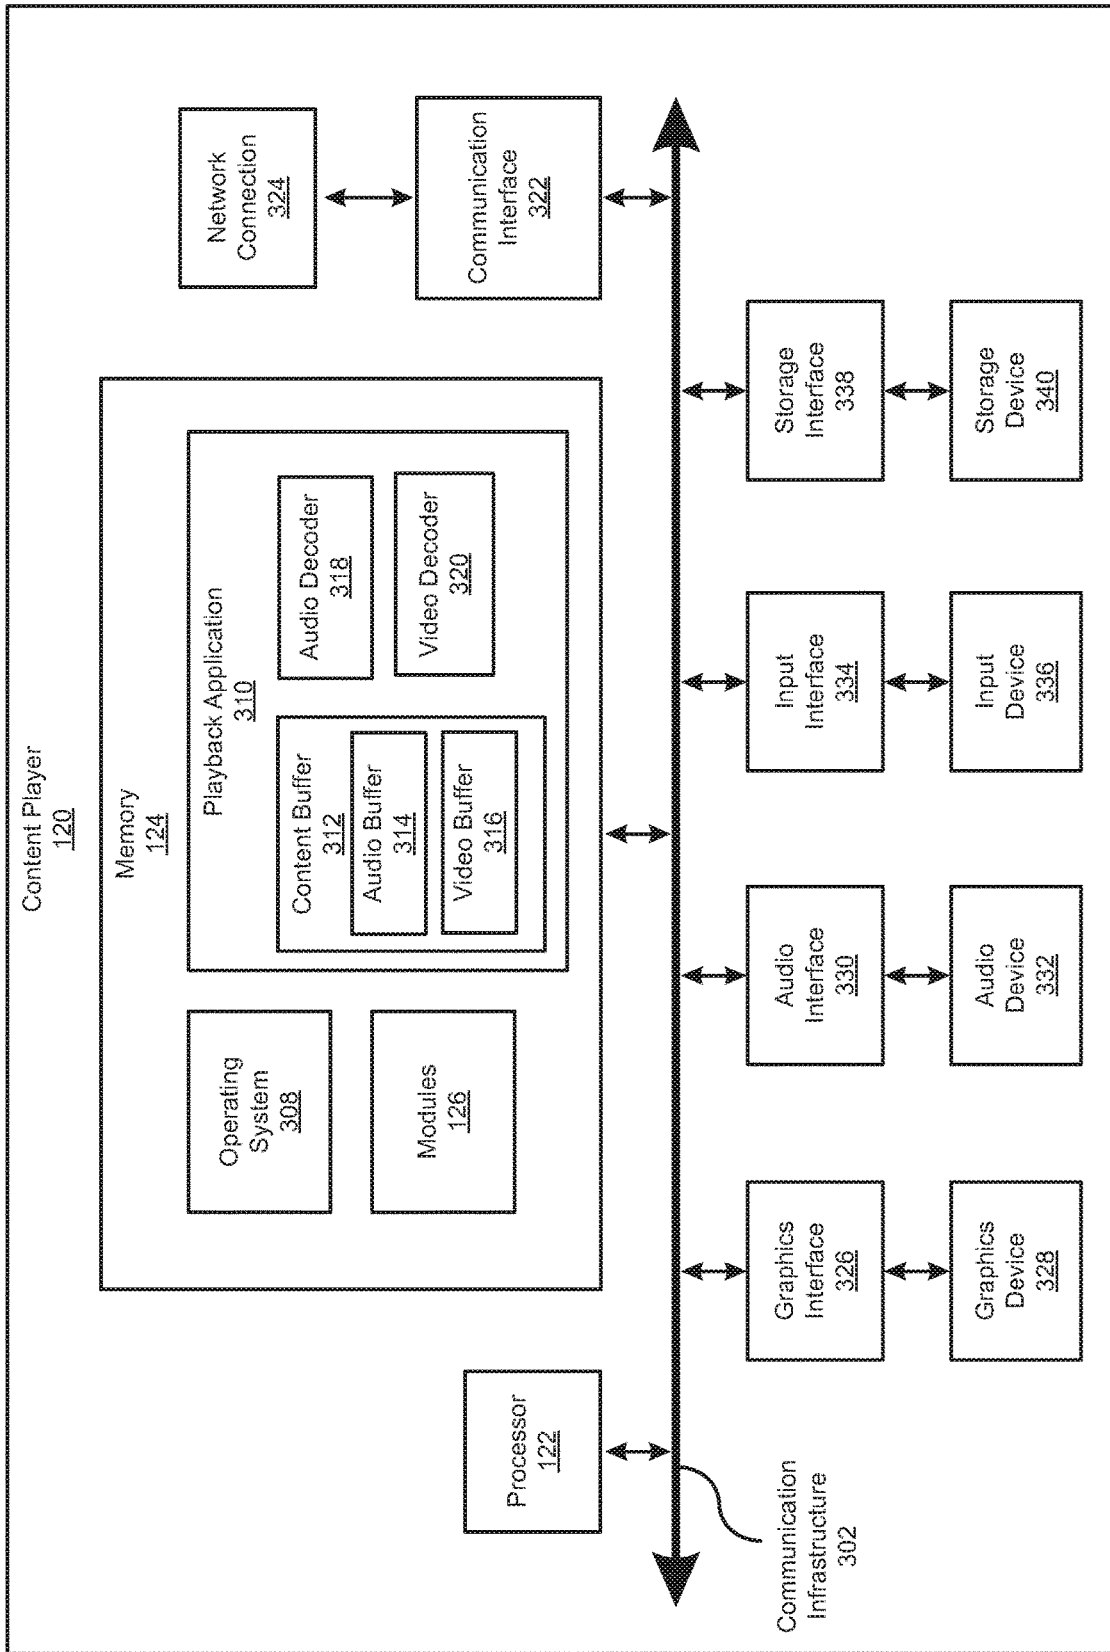 Content Player
120
Memory
124
Operating
System
308
Modules
126
Playback Application
310
Content Buffer
312
Audio Buffer
314
Video Buffer
316
Audio Decoder
318
Video Decoder
320
Network
Connection
324
Communication
Interface
322
Processor
122
Communication
Infrastructure
302
Graphics
Interface
326
Graphics
Device
328
Audio
Interface
330
Audio
Device
332
Input
Interface
334
Input
Device
336
Storage
Interface
338
Storage
Device
340